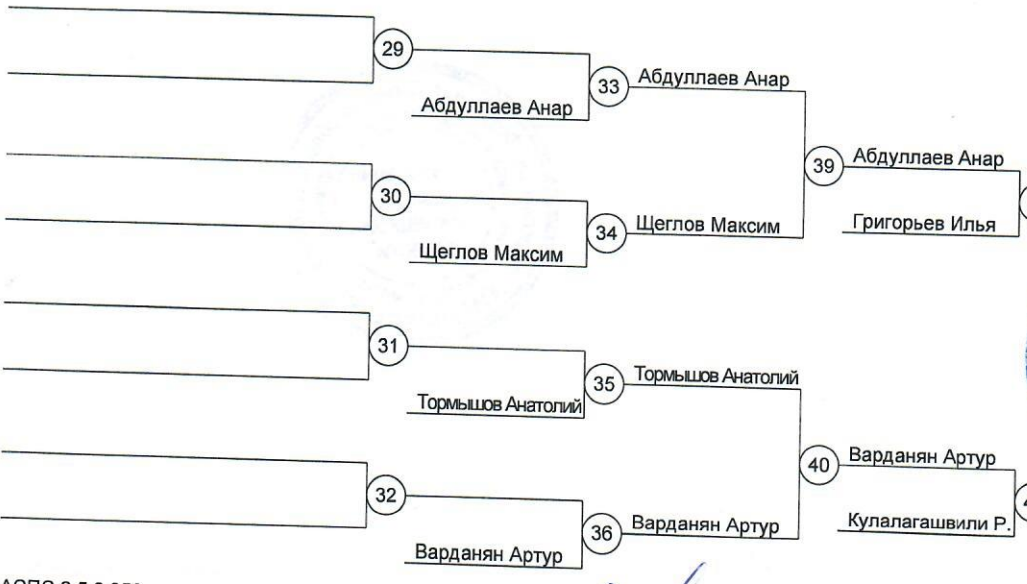 29
Абдуллаев Анар
33
Абдуллаев Анар
39
Абдуллаев Анар
Григорьев Илья
30
Щеглов Максим
34
Щеглов Максим
31
Тормышов Анатолий
35
Тормышов Анатолий
40
Варданян Артур
Кулалагашвили Р.
32
Варданян Артур
36
Варданян Артур